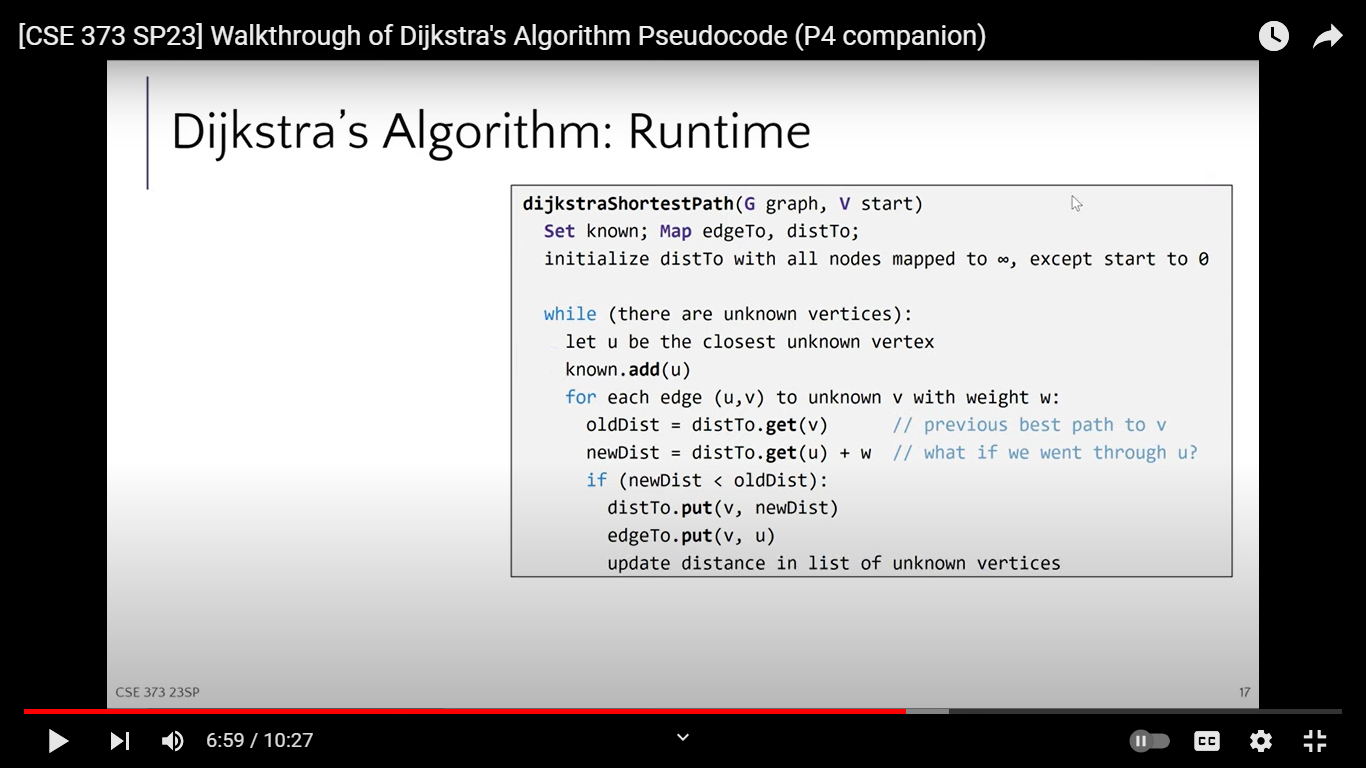 [CSE 373 SP23] Walkthrough of Dijkstra's Algorithm Pseudocode (P4 companion)
Dijkstra’s Algorithm: Runtime
dijkstraShortestPath(G graph, V start)
Set known; Map edgeTo, distTo;
initialize distTo with all nodes mapped to ∞, except start to 0
while (there are unknown vertices):
let u be the closest unknown vertex
known.add(u)
for each edge (u,v) to unknown v with weight w:
oldDist = distTo.get(v) // previous best path to v
newDist = distTo.get(u) + w // what if we went through u?
if (newDist < oldDist):
distTo.put(v, newDist)
edgeTo.put(v, u)
update distance in list of unknown vertices
CSE 373 23SP
17
6:59 / 10:27
CC